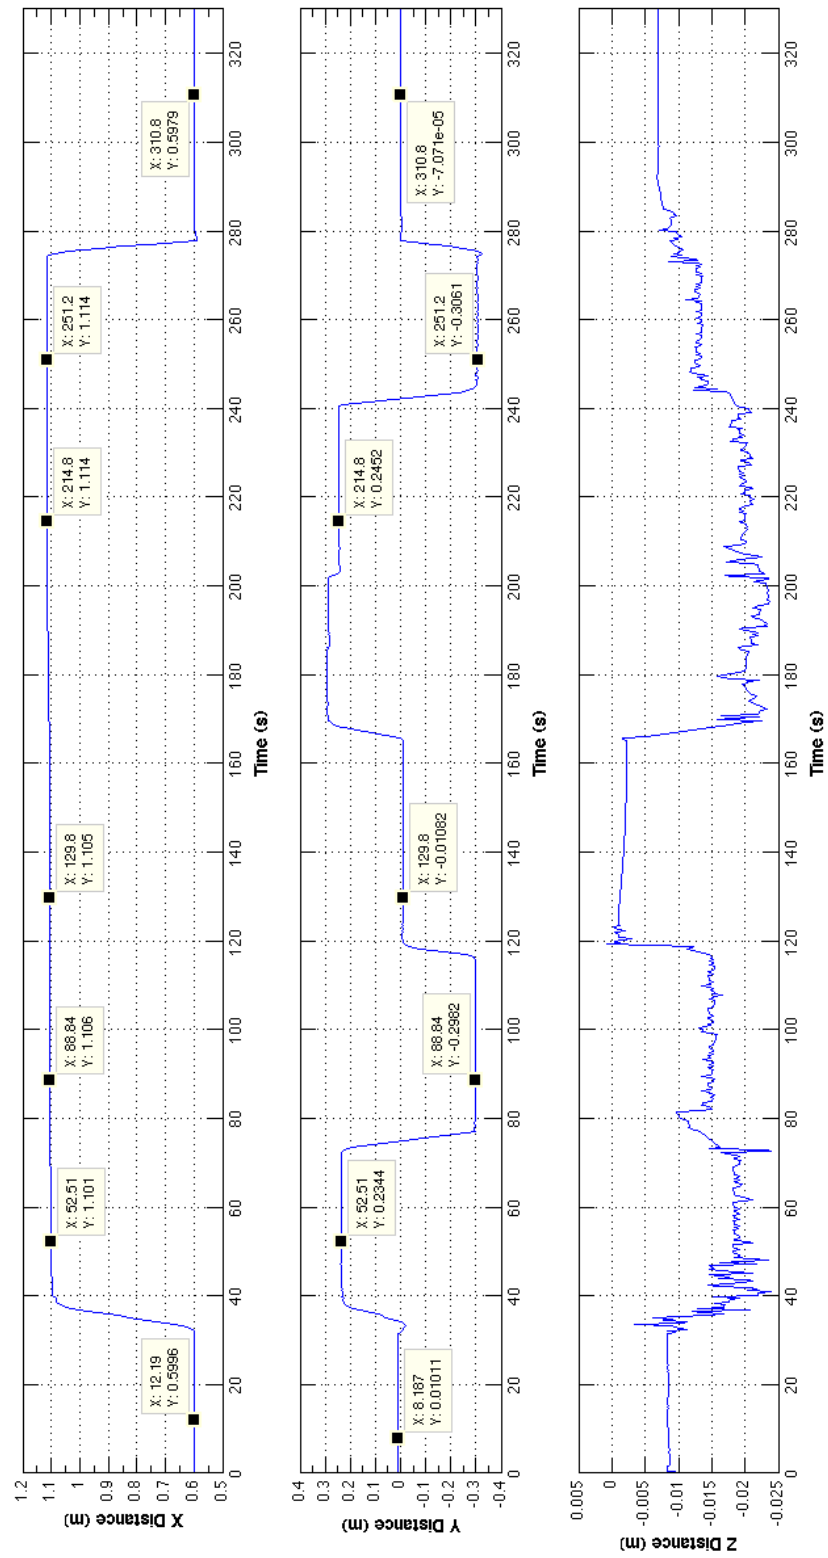 1.2
1.1
1
0.9
0.8
0.7
0.6
0.5
X Distance (m)
0
20
40
60
80
100
120
140
160
180
200
220
240
260
280
300
320
Time (s)
X: 12.19
Y: 0.5996
X: 52.51
Y: 1.101
X: 88.84
Y: 1.106
X: 129.8
Y: 1.105
X: 214.8
Y: 1.114
X: 251.2
Y: 1.114
X: 310.8
Y: 0.5979
0.4
0.3
0.2
0.1
0
-0.1
-0.2
-0.3
-0.4
Y Distance (m)
0
20
40
60
80
100
120
140
160
180
200
220
240
260
280
300
320
Time (s)
X: 8.187
Y: 0.01011
X: 52.51
Y: 0.2344
X: 88.84
Y: -0.2982
X: 129.8
Y: -0.01082
X: 214.8
Y: 0.2452
X: 251.2
Y: -0.3061
X: 310.8
Y: -7.071e-05
0.005
0
-0.005
-0.01
-0.015
-0.02
-0.025
Z Distance (m)
0
20
40
60
80
100
120
140
160
180
200
220
240
260
280
300
320
Time (s)